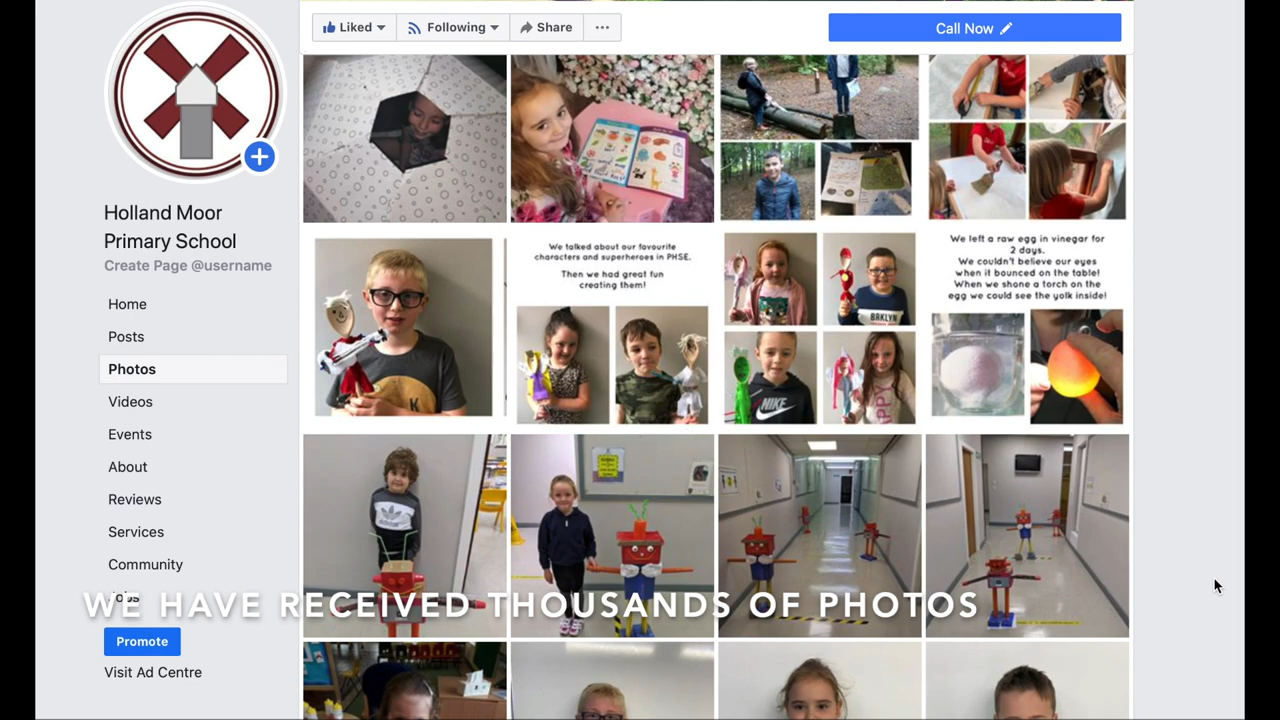 Liked
Following
Share
Call Now
Holland Moor
Primary School
Create Page @username
Home
Posts
Photos
Videos
Events
About
Reviews
Services
Community
Jobs
Promote
Visit Ad Centre
We talked about our favourite
characters and superheroes in PHSE.
Then we had great fun
creating them!
We left a raw egg in vinegar for
2 days.
We couldn't believe our eyes
when it bounced on the table!
When we shone a torch on the
egg we could see the yolk inside!
K
BRKLYN
NIKE
WE HAVE RECEIVED THOUSANDS OF PHOTOS